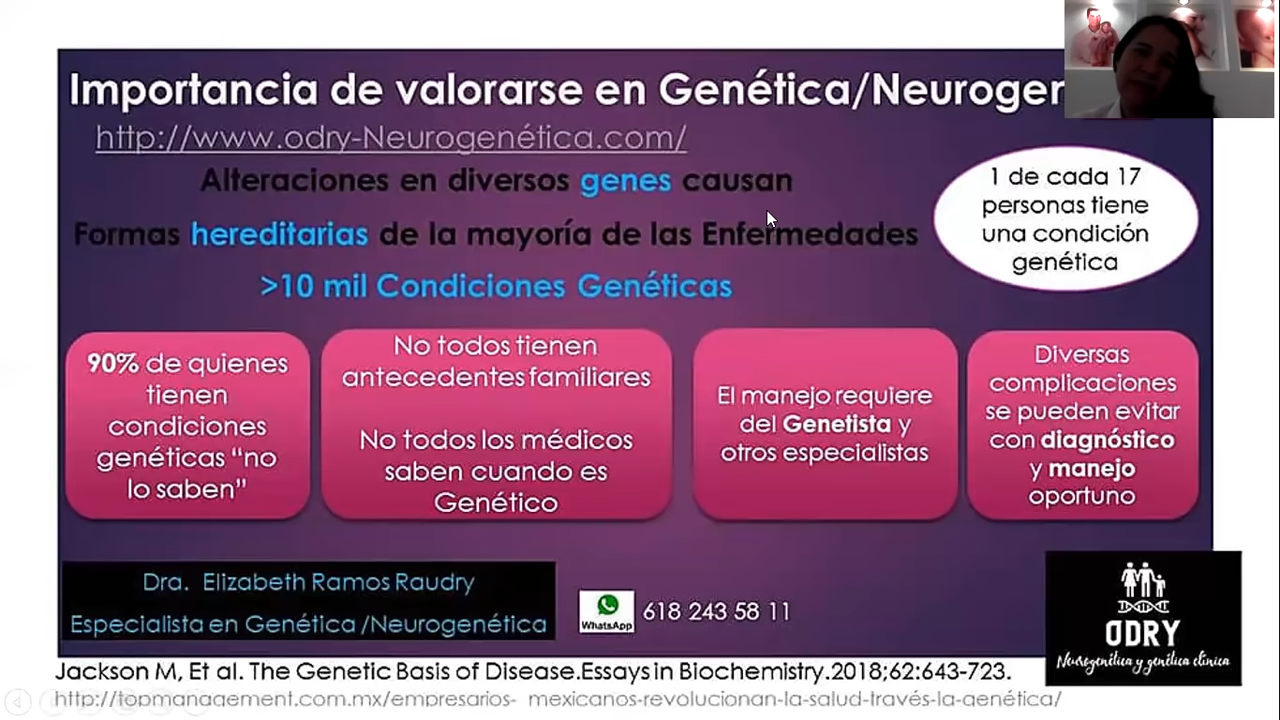 Importancia de valorarse en Genética/Neuroger
http://www.odry-Neurogenética.com/
Alteraciones en diversos genes causan
Formas hereditarias de la mayoría de las Enfermedades
>10 mil Condiciones Genéticas
1 de cada 17
personas tiene
una condición
genética
90% de quienes
tienen
condiciones
genéticas “no
lo saben”
No todos tienen
antecedentes familiares
No todos los médicos
saben cuando es
Genético
El manejo requiere
del Genetista y
otros especialistas
Diversas
complicaciones
se pueden evitar
con diagnóstico
y manejo
oportuno
Dra. Elizabeth Ramos Raudry
Especialista en Genética /Neurogenética
WhatsApp
618 243 58 11
ODRY
Neurogenética y genética clínica
Jackson M, Et al. The Genetic Basis of Disease.Essays in Biochemistry.2018;62:643-723.
http://topmanagement.com.mx/empresarios- mexicanos-revolucionan-la-salud-través-la-genética/